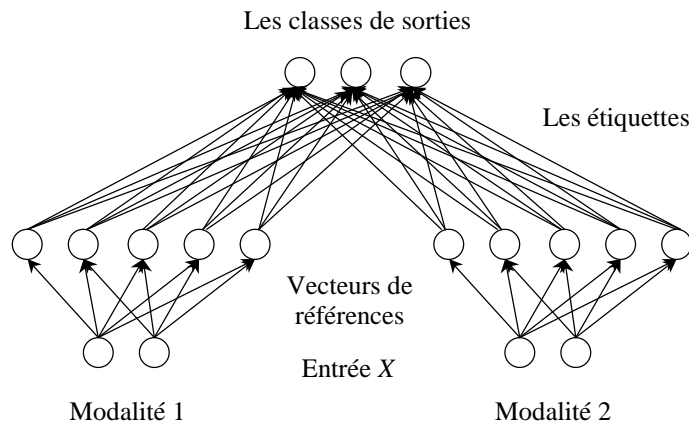 Les classes de sorties
Les étiquettes
Vecteurs de
références
Entrée X
Modalité 1
Modalité 2